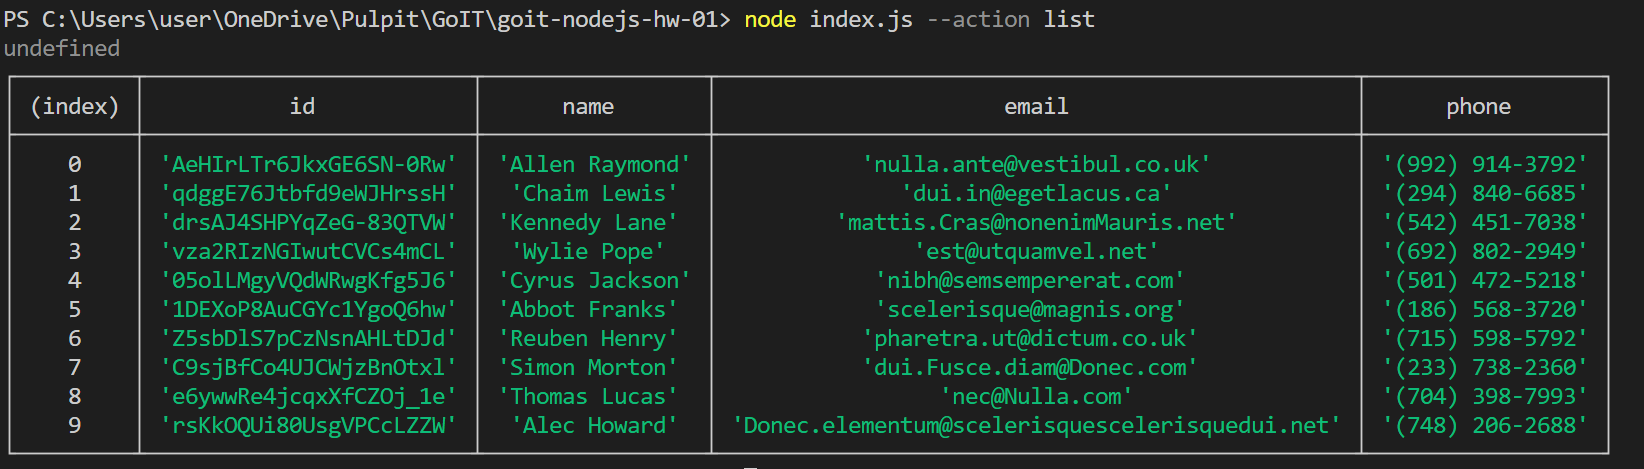 PS C:\Users\user\OneDrive\Pulpit\GoIT\goit-nodejs-hw-01> node index.js --action list
undefined
(index) id name email phone
0 'AeHIrLTr6JkxGE6SN-0Rw' 'Allen Raymond' 'nulla.ante@vestibul.co.uk' '(992) 914-3792'
1 'qdggE76Jtbfd9eWJHrssH' 'Chaim Lewis' 'dui.in@egetlacus.ca' '(294) 840-6685'
2 'drsAJ4SHPYqZeG-83QTVW' 'Kennedy Lane' 'mattis.Cras@nonenimMauris.net' '(542) 451-7038'
3 'vza2RIzNGIwutCVCs4mCL' 'Wylie Pope' 'est@utquamvel.net' '(692) 802-2949'
4 '05olLMgyVQdWRwgKfg5J6' 'Cyrus Jackson' 'nibh@semsempererat.com' '(501) 472-5218'
5 '1DEXoP8AuCGYc1YgoQ6hw' 'Abbot Franks' 'scelerisque@magnis.org' '(186) 568-3720'
6 'Z5sbDlS7pCzNsnAHLtDJd' 'Reuben Henry' 'pharetra.ut@dictum.co.uk' '(715) 598-5792'
7 'C9sjBfCo4UJCWjzBnOtxl' 'Simon Morton' 'dui.Fusce.diam@Donec.com' '(233) 738-2360'
8 'e6ywwRe4jcqxXfCZOj_1e' 'Thomas Lucas' 'nec@Nulla.com' '(704) 398-7993'
9 'rsKkOQUi80UsgVPCcLZZW' 'Alec Howard' 'Donec.elementum@scelerisquescelerisquedui.net' '(748) 206-2688'